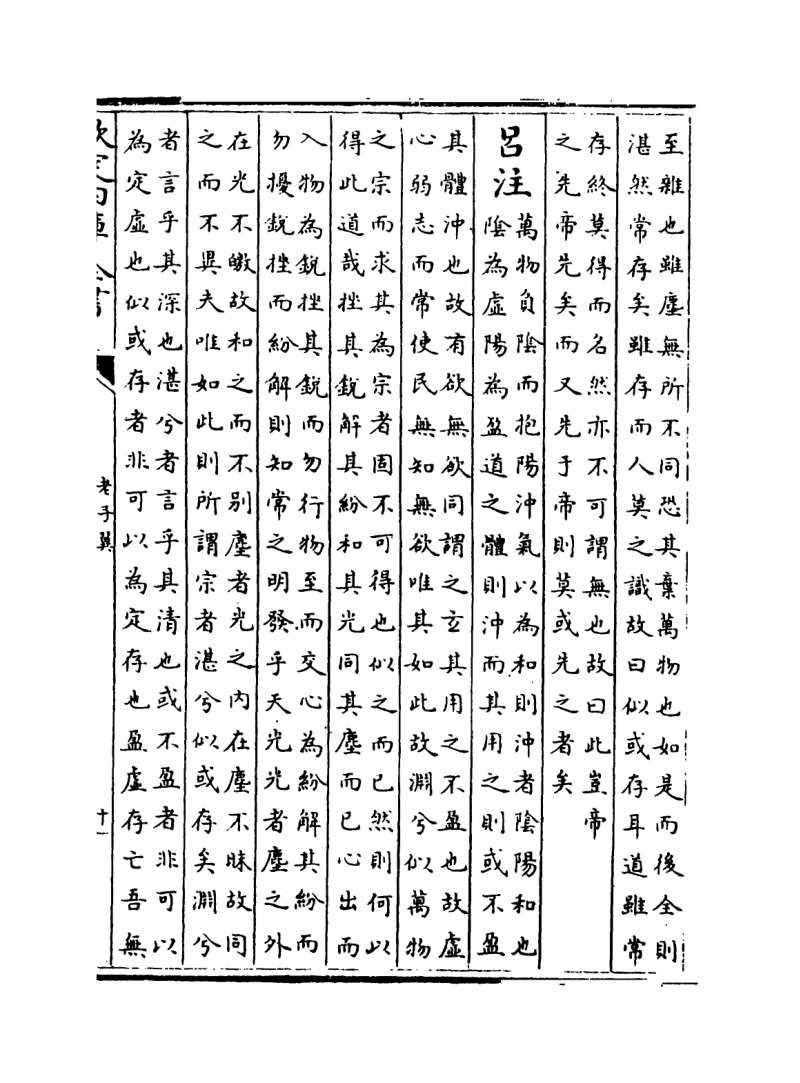 至雜也雖塵無所不同恐其棄萬物也如是而後全則
湛然常存矣雖存而人莫之識故曰似或存耳道雖常
存終莫得而名然亦不可謂無也故曰此豈帝
之先帝先矣而又先于帝則莫或先之者矣
呂注
萬物負陰而抱陽沖氣以為和則沖者陰陽和也
陰為虛陽為盈道之體則沖而其用之則或不盈
其體沖也故有欲無欲同謂之玄其用之不盈也故虛
心弱志而常使民無知無欲唯其如此故淵兮似萬物
之宗而求其為宗者固不可得也似之而已然則何以
得此道哉挫其銳解其紛和其光同其塵而已心出而
入物為銳挫其銳而勿行物至而交心為紛解其紛而
勿擾銳挫而紛解則知常之明發乎天光光者塵之外
在光不皦故和之而不別塵者光之內在塵不昧故同
之而不異夫唯如此則所謂宗者湛兮似或存矣淵兮
者言乎其深也湛兮者言乎其清也或不盈者非可以
為定虛也似或存者非可以為定存也盈虛存亡吾無
欽定四庫全書
老子翼
十一